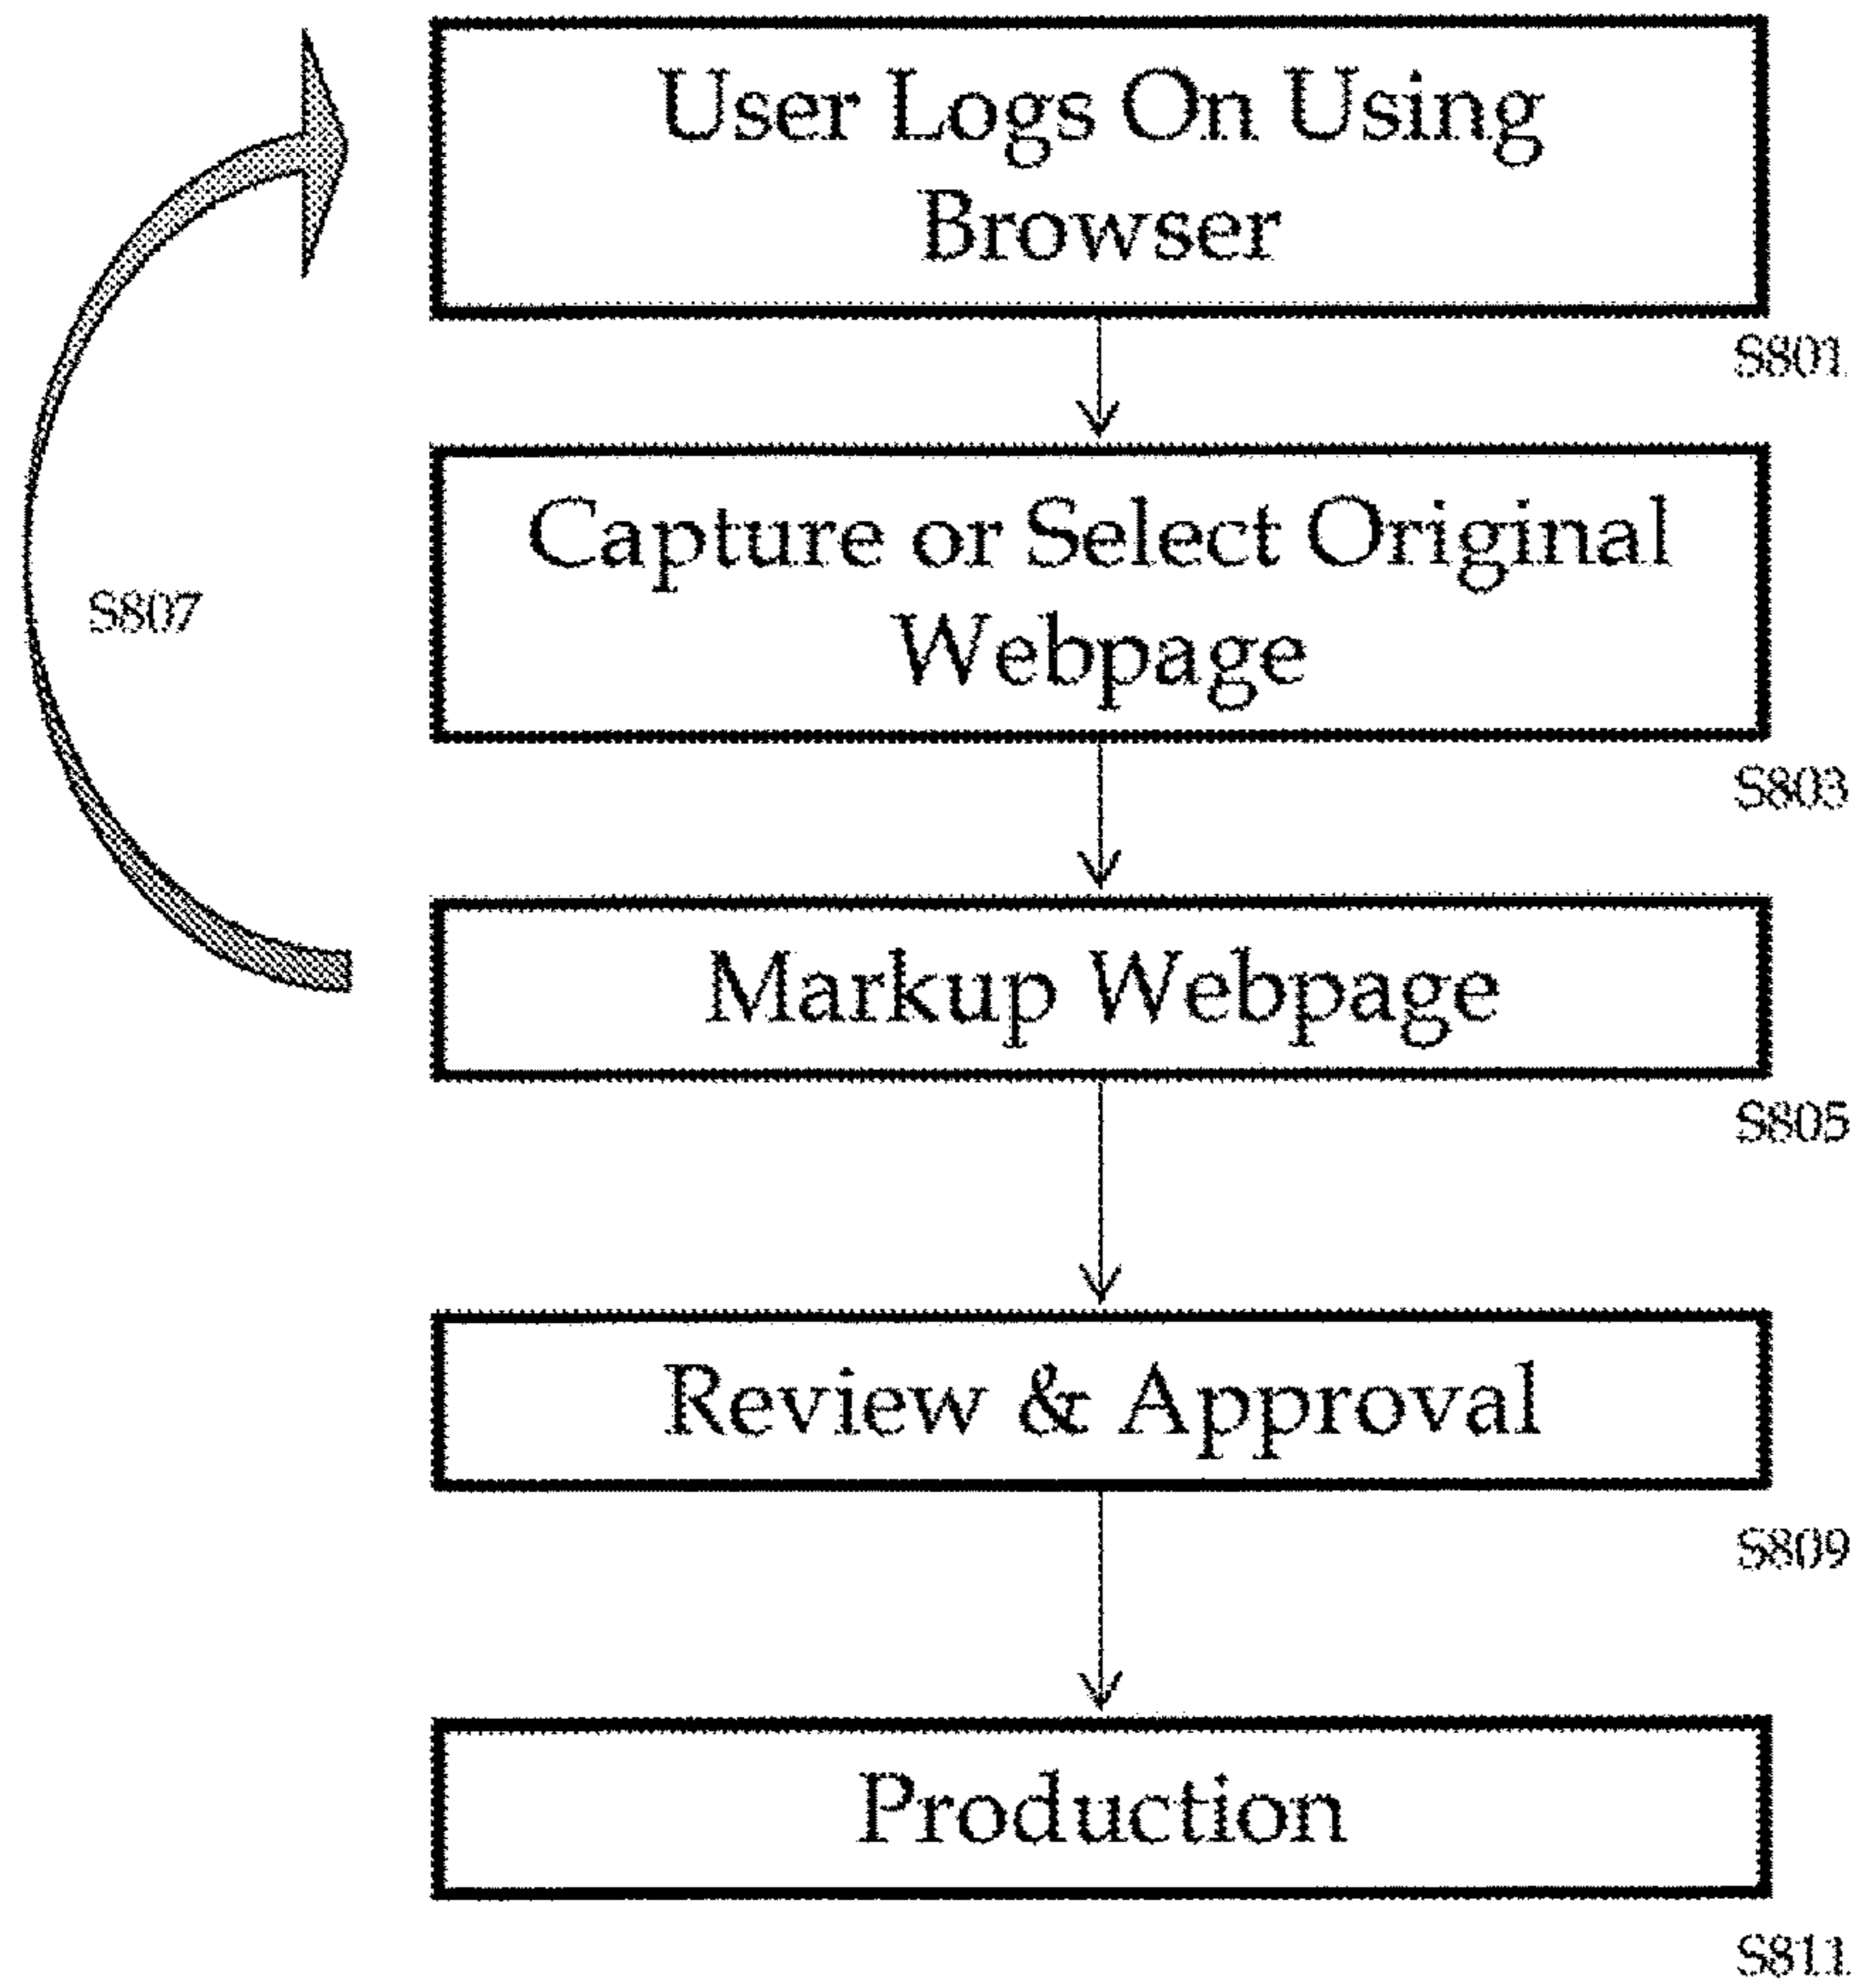 User Logs On Using
Browser
S801
Capture or Select Original
Webpage
S807
S803
Markup Webpage
S805
Review & Approval
S809
Production
S811